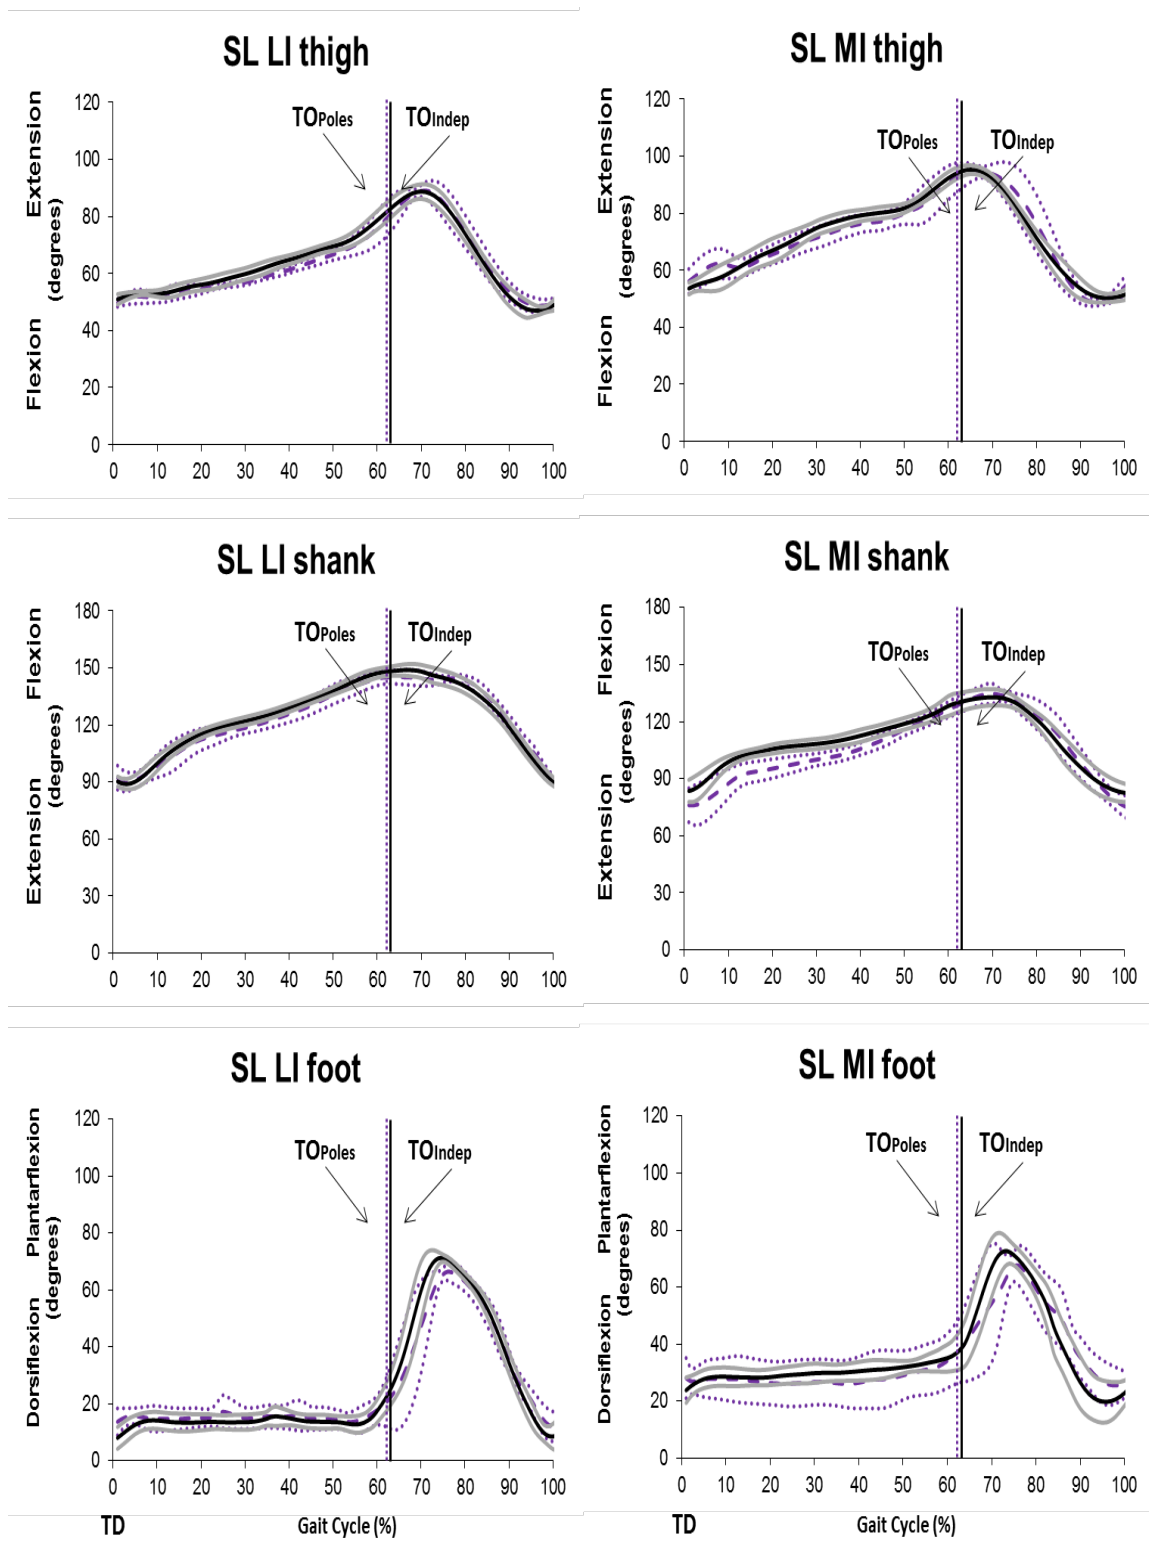 SL LI thigh
Extension
(degrees)
Flexion
120
100
80
60
40
20
0
TOPoles
TOIndep
0 10 20 30 40 50 60 70 80 90 100
SL MI thigh
Extension
(degrees)
Flexion
120
100
80
60
40
20
0
TOPoles
TOIndep
0 10 20 30 40 50 60 70 80 90 100
SL LI shank
Flexion
(degrees)
Extension
180
150
120
90
60
30
0
TOPoles
TOIndep
0 10 20 30 40 50 60 70 80 90 100
SL MI shank
Flexion
(degrees)
Extension
180
150
120
90
60
30
0
TOPoles
TOIndep
0 10 20 30 40 50 60 70 80 90 100
SL LI foot
Plantarflexion
(degrees)
Dorsiflexion
120
100
80
60
40
20
0
TOPoles
TOIndep
0 10 20 30 40 50 60 70 80 90 100
TD Gait Cycle (%)
SL MI foot
Plantarflexion
(degrees)
Dorsiflexion
120
100
80
60
40
20
0
TOPoles
TOIndep
0 10 20 30 40 50 60 70 80 90 100
TD Gait Cycle (%)